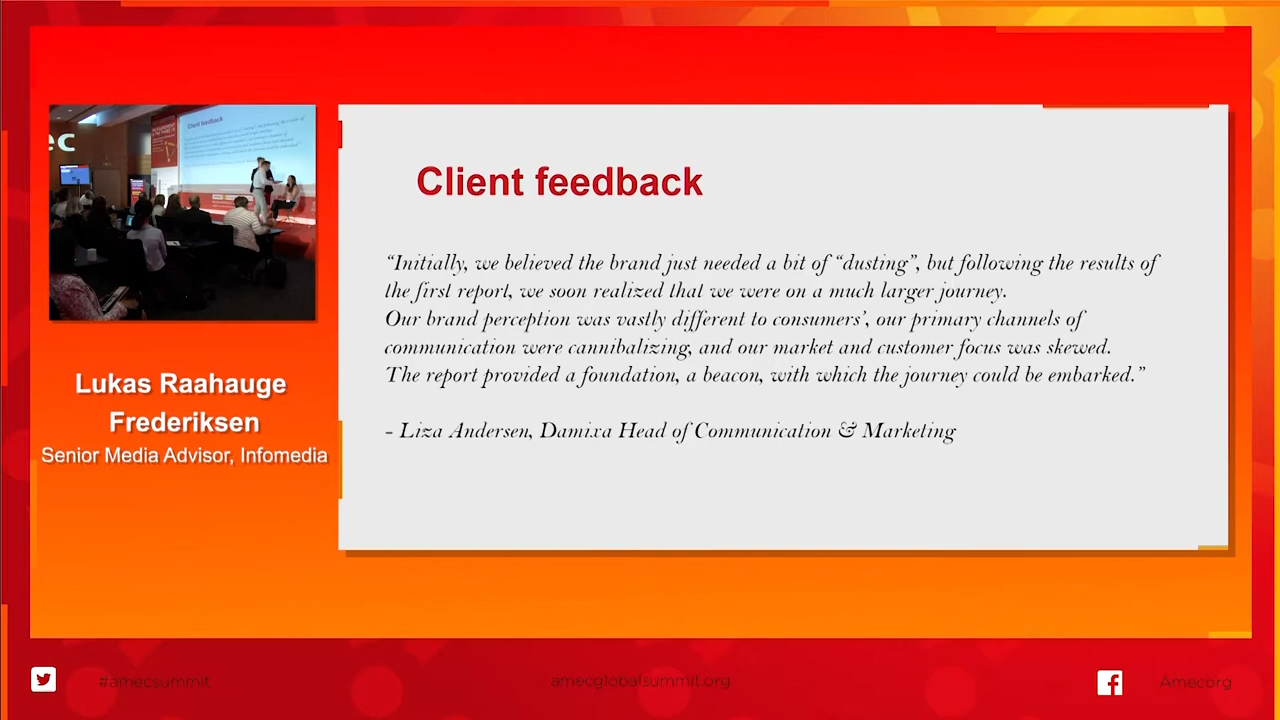 ec
Client feedback
Lukas Raahauge
Frederiksen
Senior Media Advisor, Infomedia
Client feedback
“Initially, we believed the brand just needed a bit of “dusting”, but following the results of
the first report, we soon realized that we were on a much larger journey.
Our brand perception was vastly different to consumers’, our primary channels of
communication were cannibalizing, and our market and customer focus was skewed.
The report provided a foundation, a beacon, with which the journey could be embarked.”
– Liza Andersen, Damixa Head of Communication & Marketing
#amecsummit
amecglobalsummit.org
Amecorg